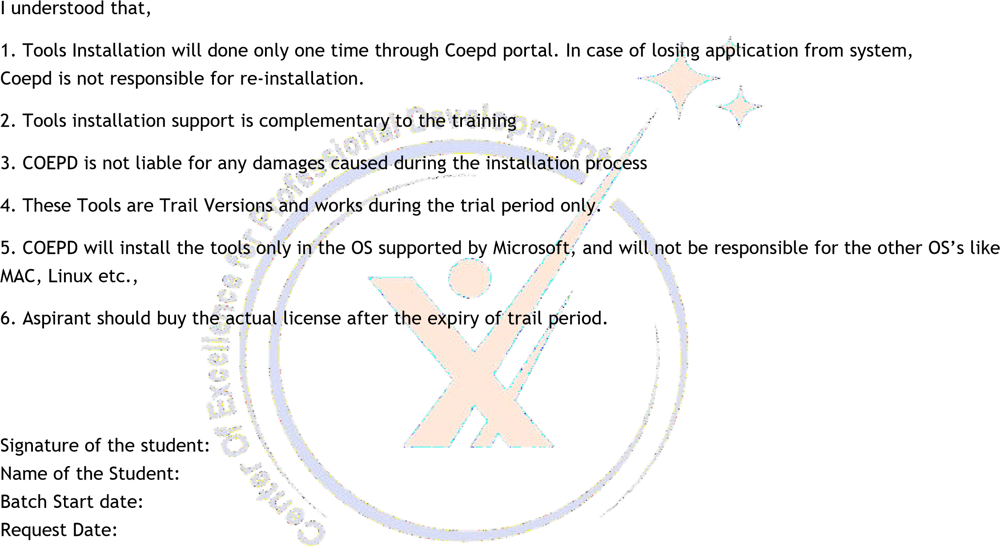 I understood that,
1. Tools Installation will done only one time through Coepd portal. In case of losing application from system,
Coepd is not responsible for re-installation.
2. Tools installation support is complementary to the training
3. COEPD is not liable for any damages caused during the installation process
4. These Tools are Trail Versions and works during the trial period only.
5. COEPD will install the tools only in the OS supported by Microsoft, and will not be responsible for the other OS’s like
MAC, Linux etc.,
6. Aspirant should buy the actual license after the expiry of trail period.
Signature of the student:
Name of the Student:
Batch Start date:
Request Date:
Center Of Excellence for Professional Development